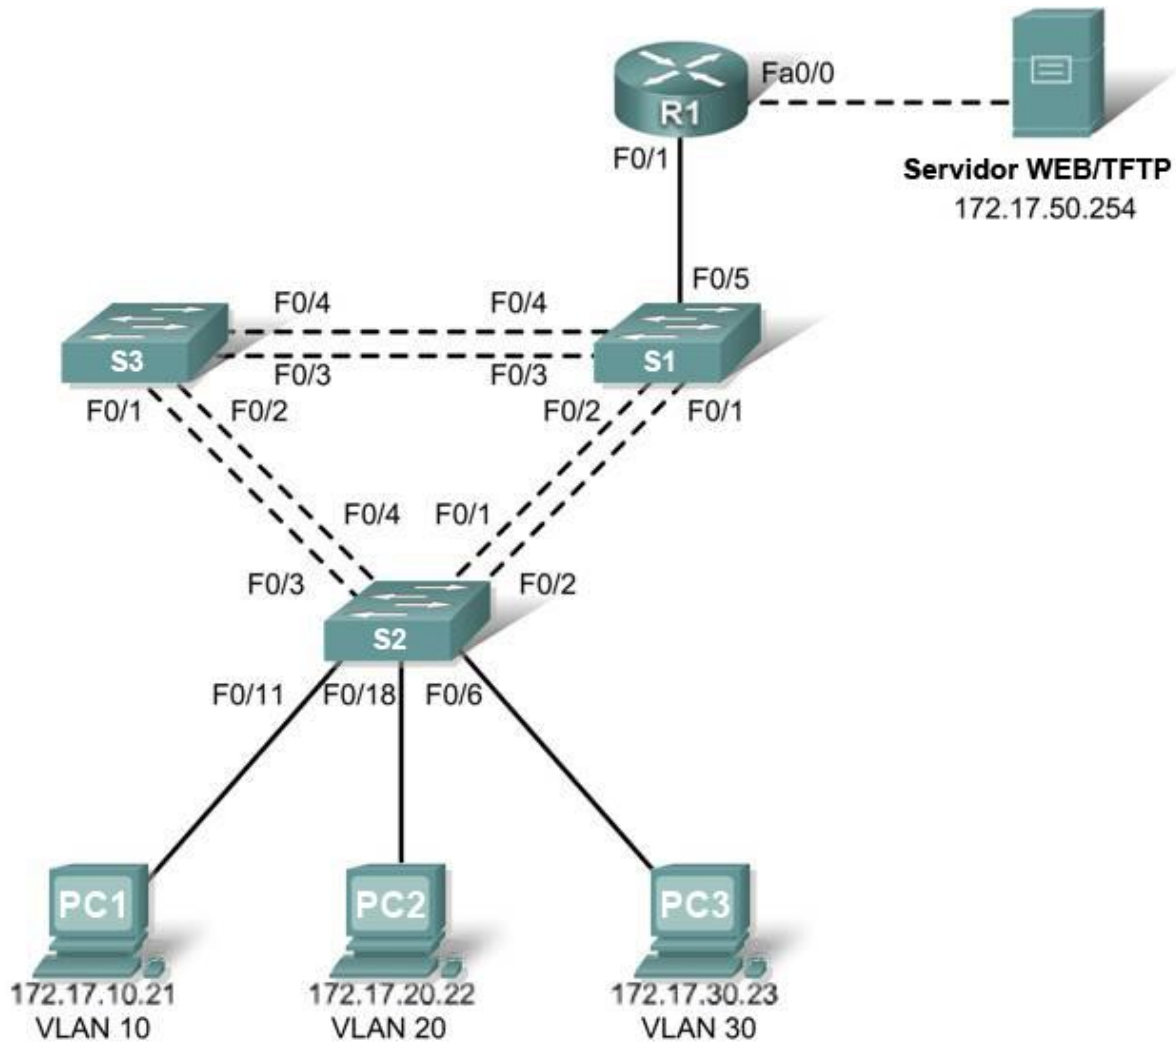 Fa0/0
R1
F0/1
Servidor WEB/TFTP
172.17.50.254
F0/5
F0/4
F0/4
S3
S1
F0/3
F0/3
F0/1
F0/2
F0/2
F0/1
F0/4
F0/1
F0/3
F0/2
S2
F0/11
F0/18
F0/6
PC1
PC2
PC3
172.17.10.21
172.17.20.22
172.17.30.23
VLAN 10
VLAN 20
VLAN 30